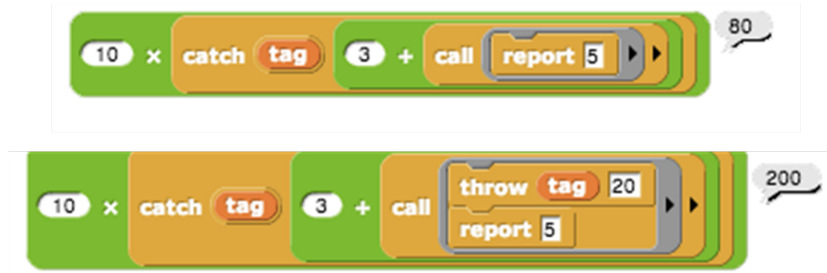 10 × catch tag 3 + call report 5 80
10 × catch tag 3 + call throw tag 20 200
report 5